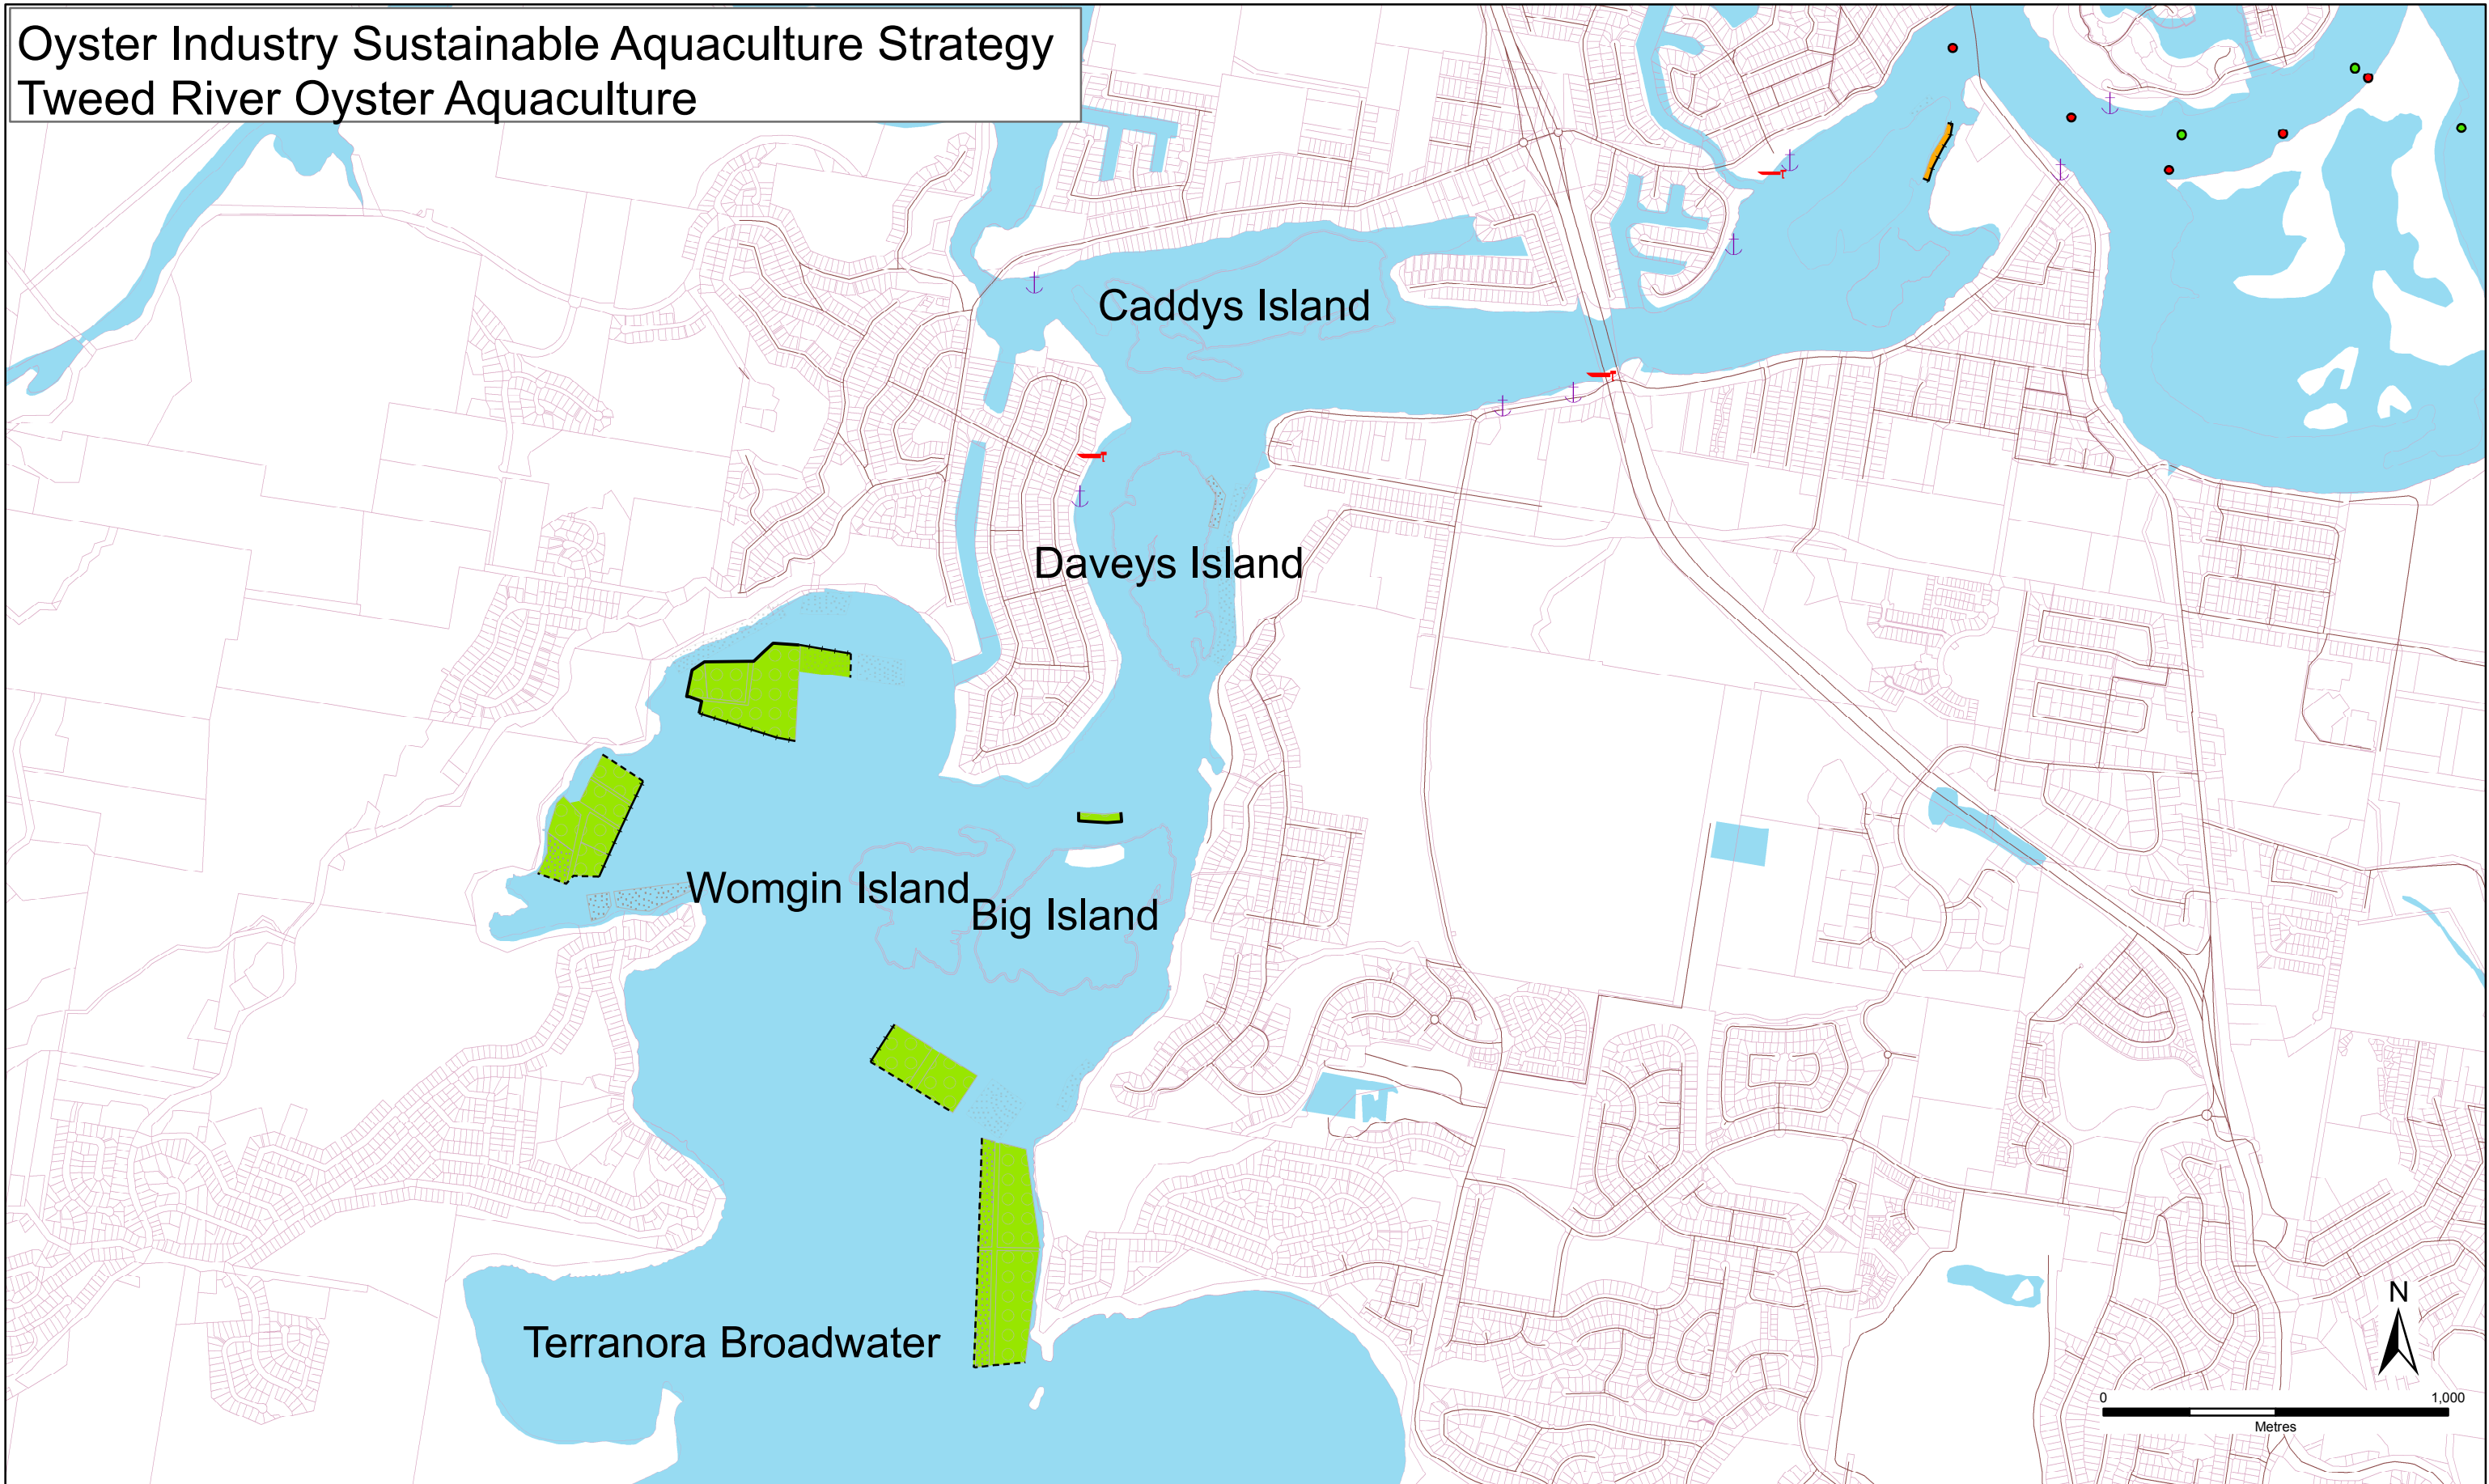 Oyster Industry Sustainable Aquaculture Strategy
Tweed River Oyster Aquaculture
Caddys Island
Daveys Island
Womgin Island
Big Island
Terranora Broadwater
N
0 1,000
Metres